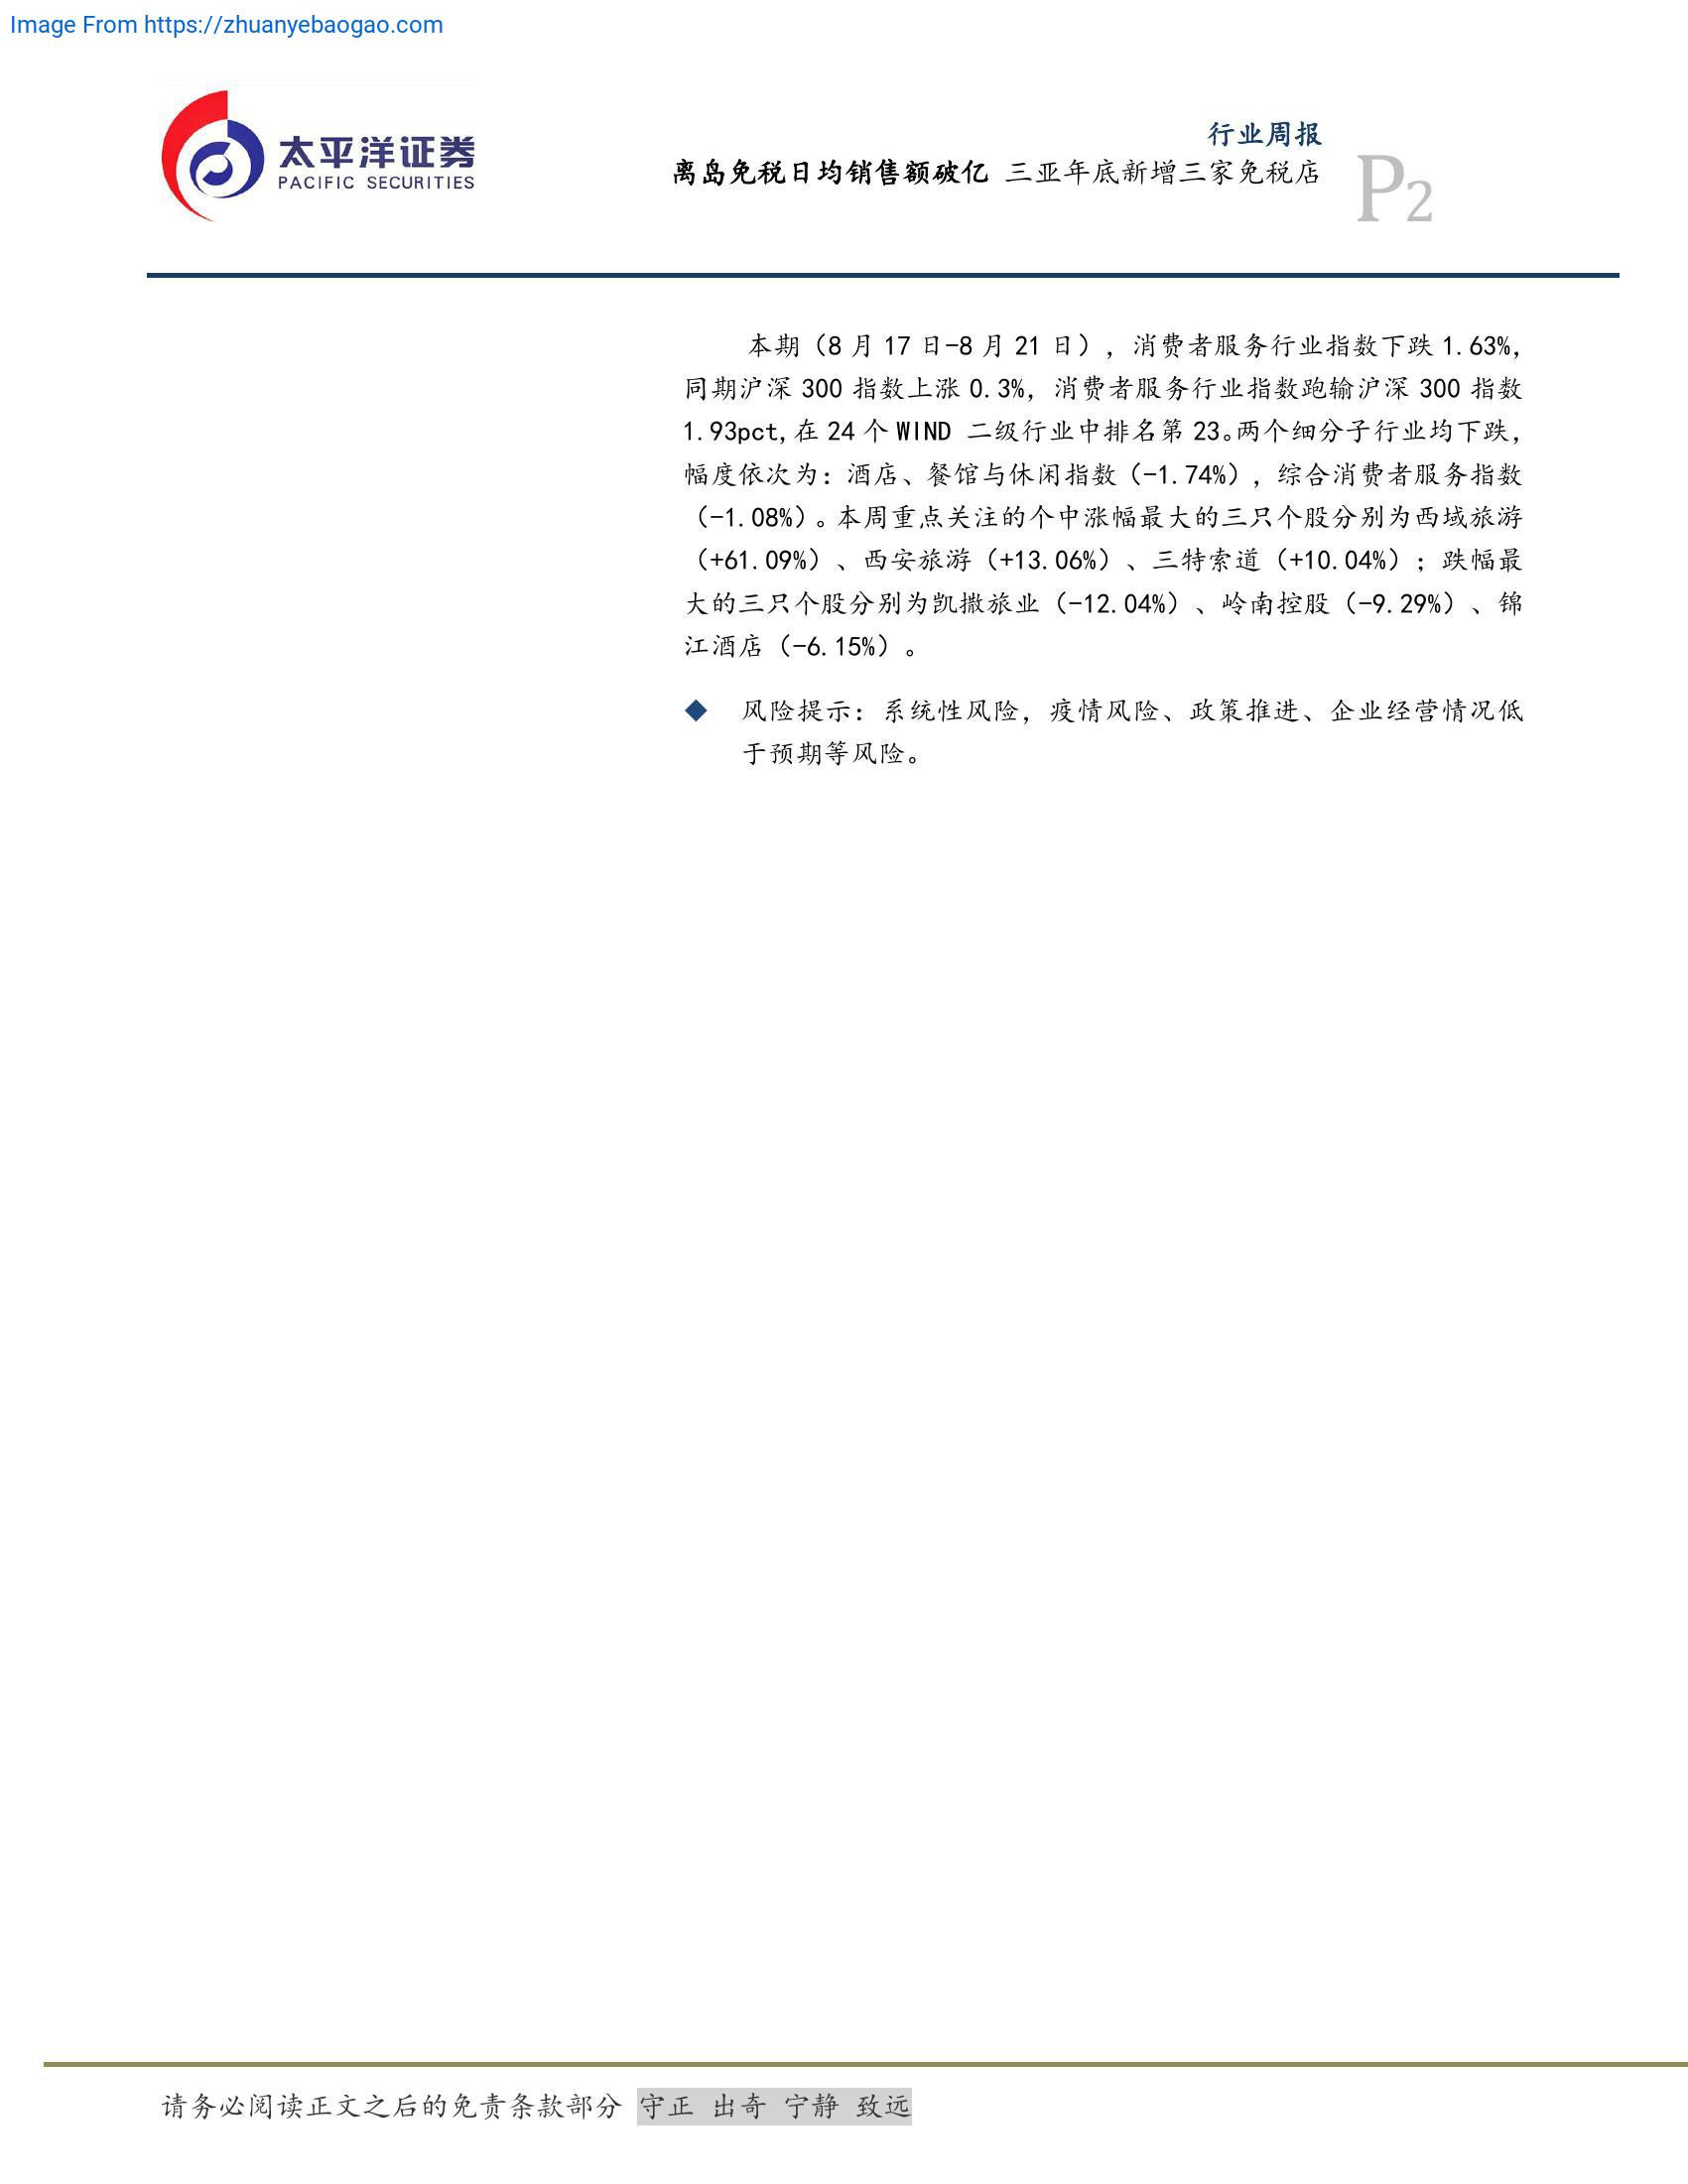 Image From https://zhuanyebaogao.com
太平洋证券
PACIFIC SECURITIES
行业周报
离岛免税日均销售额破亿 三亚年底新增三家免税店
P2
本期（8 月 17 日-8 月 21 日），消费者服务行业指数下跌 1.63%，
同期沪深 300 指数上涨 0.3%，消费者服务行业指数跑输沪深 300 指数
1.93pct,在 24 个 WIND 二级行业中排名第 23。两个细分子行业均下跌，
幅度依次为：酒店、餐馆与休闲指数（-1.74%），综合消费者服务指数
（-1.08%）。本周重点关注的个中涨幅最大的三只个股分别为西域旅游
（+61.09%）、西安旅游（+13.06%）、三特索道（+10.04%）；跌幅最
大的三只个股分别为凯撒旅业（-12.04%）、岭南控股（-9.29%）、锦
江酒店（-6.15%）。
◆ 风险提示：系统性风险，疫情风险、政策推进、企业经营情况低
于预期等风险。
请务必阅读正文之后的免责条款部分 守正 出奇 宁静 致远